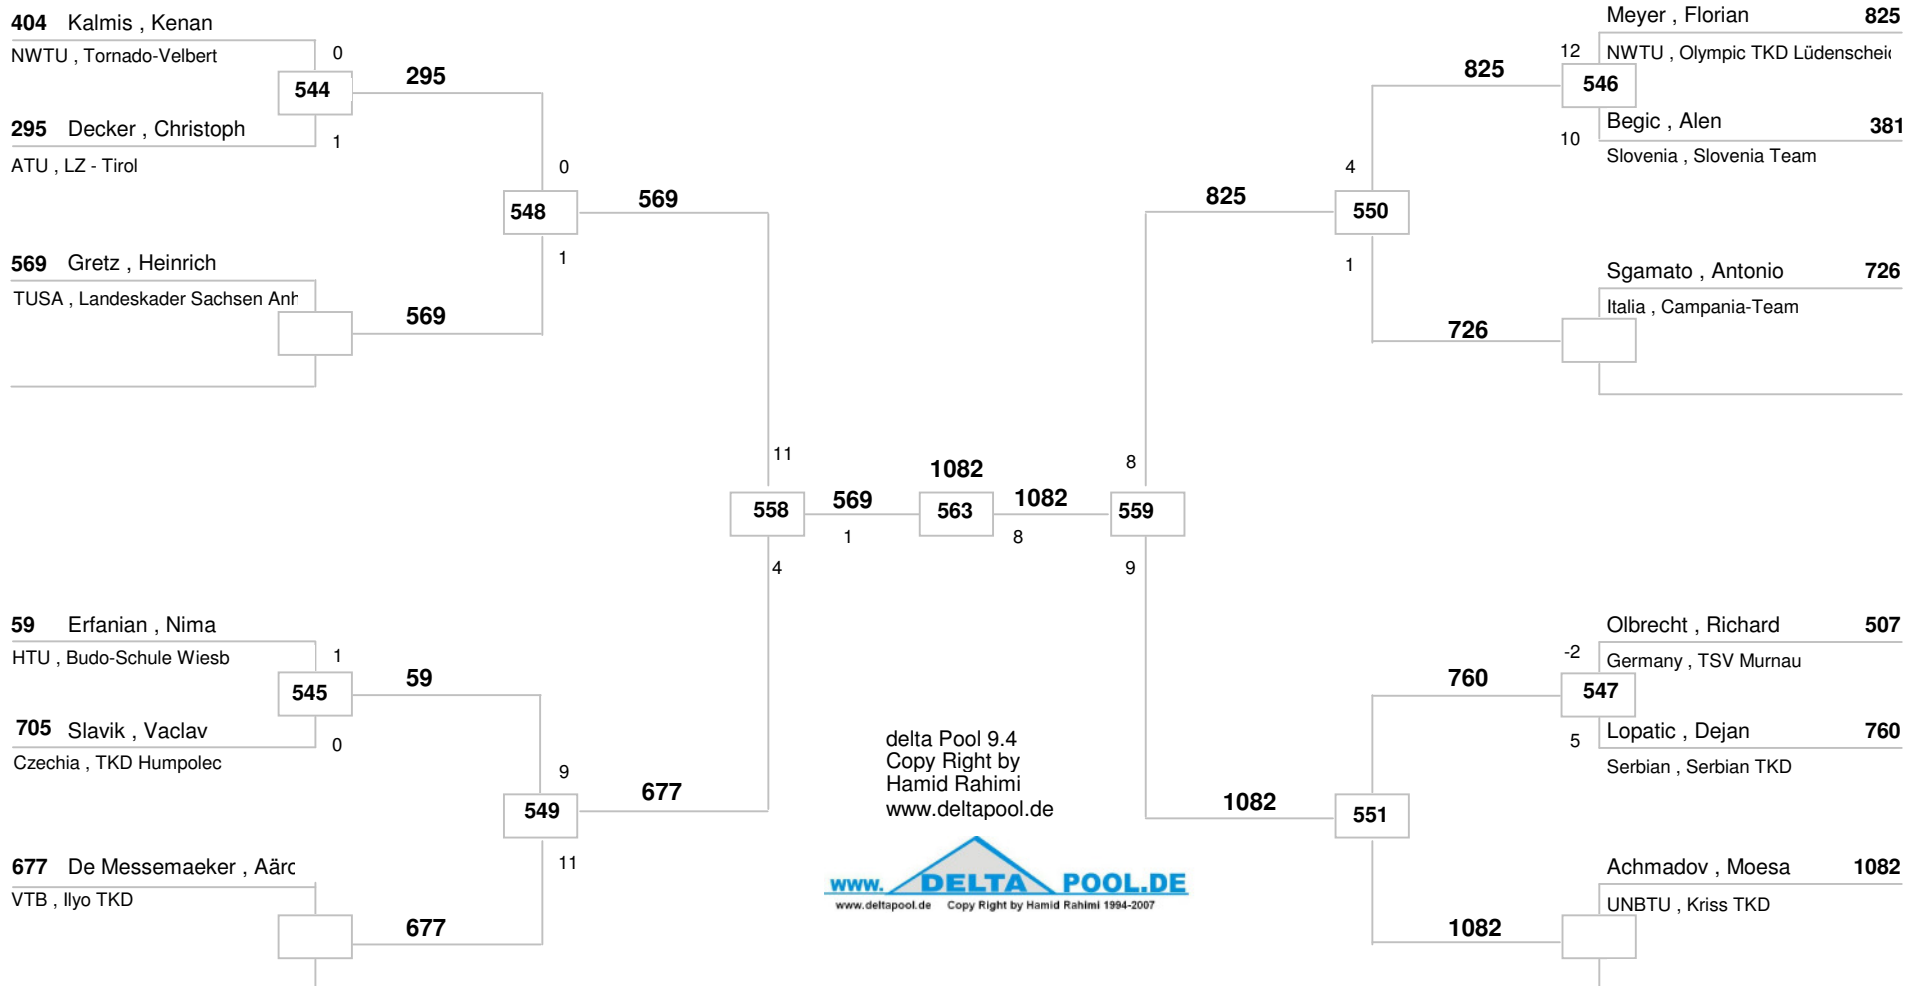 404 Kalmis , Kenan
NWTU , Tornado-Velbert
0
544
295
295 Decker , Christoph
1
ATU , LZ - Tirol
0
548
569
1
569 Gretz , Heinrich
TUSA , Landeskader Sachsen Anh
569
11
558
569
1
4
59 Erfanian , Nima
HTU , Budo-Schule Wiesb
1
545
59
705 Slavik , Vaclav
0
Czechia , TKD Humpolec
9
549
677
11
677 De Messemaeker , Aäro
VTB , Ilyo TKD
677
1082
563
1082
8
Meyer , Florian 825
12
NWTU , Olympic TKD Lüdenscheid
825
546
Begic , Alen 381
10
Slovenia , Slovenia Team
4
825
550
1
Sgamato , Antonio 726
Italia , Campania-Team
726
8
559
9
Olbrecht , Richard 507
-2
Germany , TSV Murnau
760
547
Lopatic , Dejan 760
5
Serbian , Serbian TKD
1082
551
Achmadov , Moesa 1082
UNBTU , Kriss TKD
1082
delta Pool 9.4
Copy Right by
Hamid Rahimi
www.deltapool.de
www. DELTA POOL.DE
www.deltapool.de Copy Right by Hamid Rahimi 1994-2007